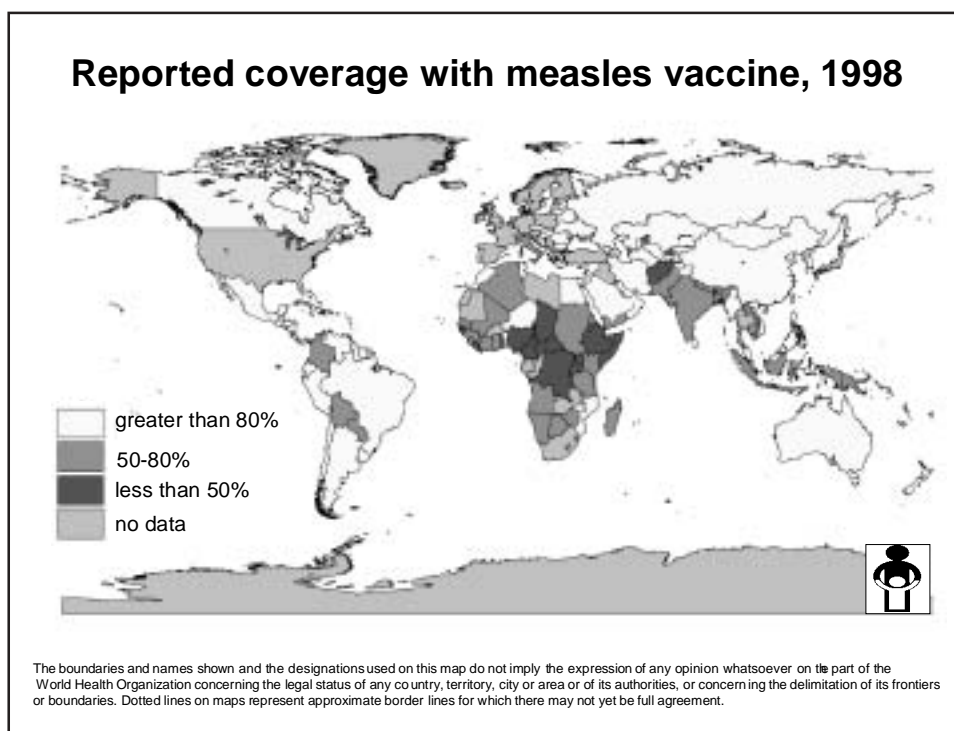 Reported coverage with measles vaccine, 1998
greater than 80%
50-80%
less than 50%
no data
The boundaries and names shown and the designations used on this map do not imply the expression of any opinion whatsoever on the part of the
World Health Organization concerning the legal status of any country, territory, city or area or of its authorities, or concerning the delimitation of its frontiers
or boundaries. Dotted lines on maps represent approximate border lines for which there may not yet be full agreement.